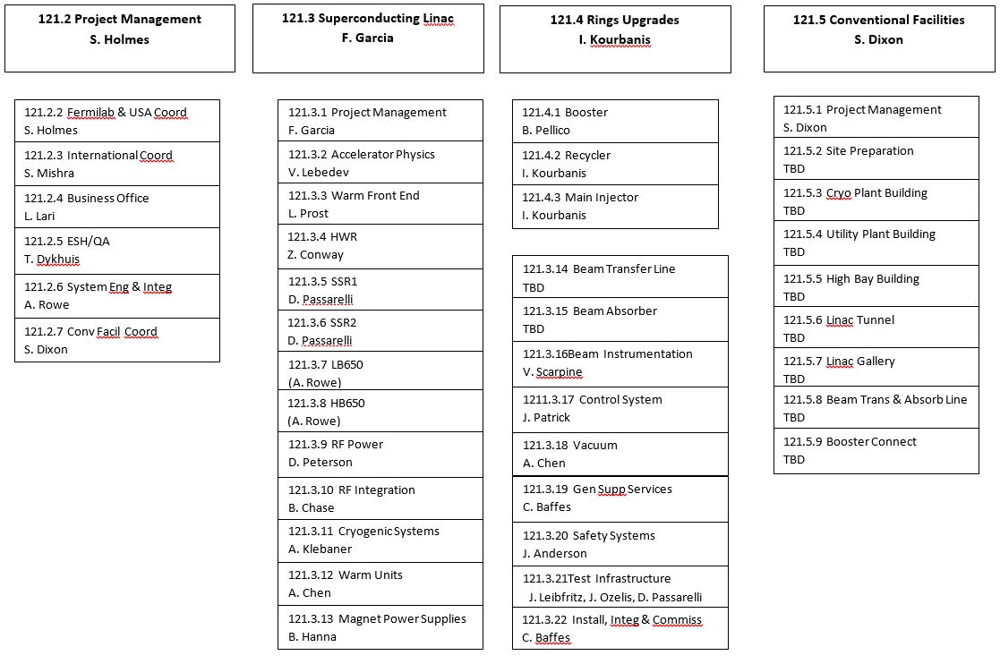 121.2 Project Management
S. Holmes
121.3 Superconducting Linac
F. Garcia
121.4 Rings Upgrades
I. Kourbanis
121.5 Conventional Facilities
S. Dixon
121.2.2 Fermilab & USA Coord
S. Holmes
121.2.3 International Coord
S. Mishra
121.2.4 Business Office
L. Lari
121.2.5 ESH/QA
T. Dykhuis
121.2.6 System Eng & Integ
A. Rowe
121.2.7 Conv Facil Coord
S. Dixon
121.3.1 Project Management
F. Garcia
121.3.2 Accelerator Physics
V. Lebedev
121.3.3 Warm Front End
L. Prost
121.3.4 HWR
Z. Conway
121.3.5 SSR1
D. Passarelli
121.3.6 SSR2
D. Passarelli
121.3.7 LB650
(A. Rowe)
121.3.8 HB650
(A. Rowe)
121.3.9 RF Power
D. Peterson
121.3.10 RF Integration
B. Chase
121.3.11 Cryogenic Systems
A. Klebaner
121.3.12 Warm Units
A. Chen
121.3.13 Magnet Power Supplies
B. Hanna
121.4.1 Booster
B. Pellico
121.4.2 Recycler
I. Kourbanis
121.4.3 Main Injector
I. Kourbanis
121.3.14 Beam Transfer Line
TBD
121.3.15 Beam Absorber
TBD
121.3.16Beam Instrumentation
V. Scarpine
1211.3.17 Control System
J. Patrick
121.3.18 Vacuum
A. Chen
121.3.19 Gen Supp Services
C. Baffes
121.3.20 Safety Systems
J. Anderson
121.3.21Test Infrastructure
J. Leibfritz, J. Ozelis, D. Passarelli
121.3.22 Install, Integ & Commiss
C. Baffes
121.5.1 Project Management
S. Dixon
121.5.2 Site Preparation
TBD
121.5.3 Cryo Plant Building
TBD
121.5.4 Utility Plant Building
TBD
121.5.5 High Bay Building
TBD
121.5.6 Linac Tunnel
TBD
121.5.7 Linac Gallery
TBD
121.5.8 Beam Trans & Absorb Line
TBD
121.5.9 Booster Connect
TBD